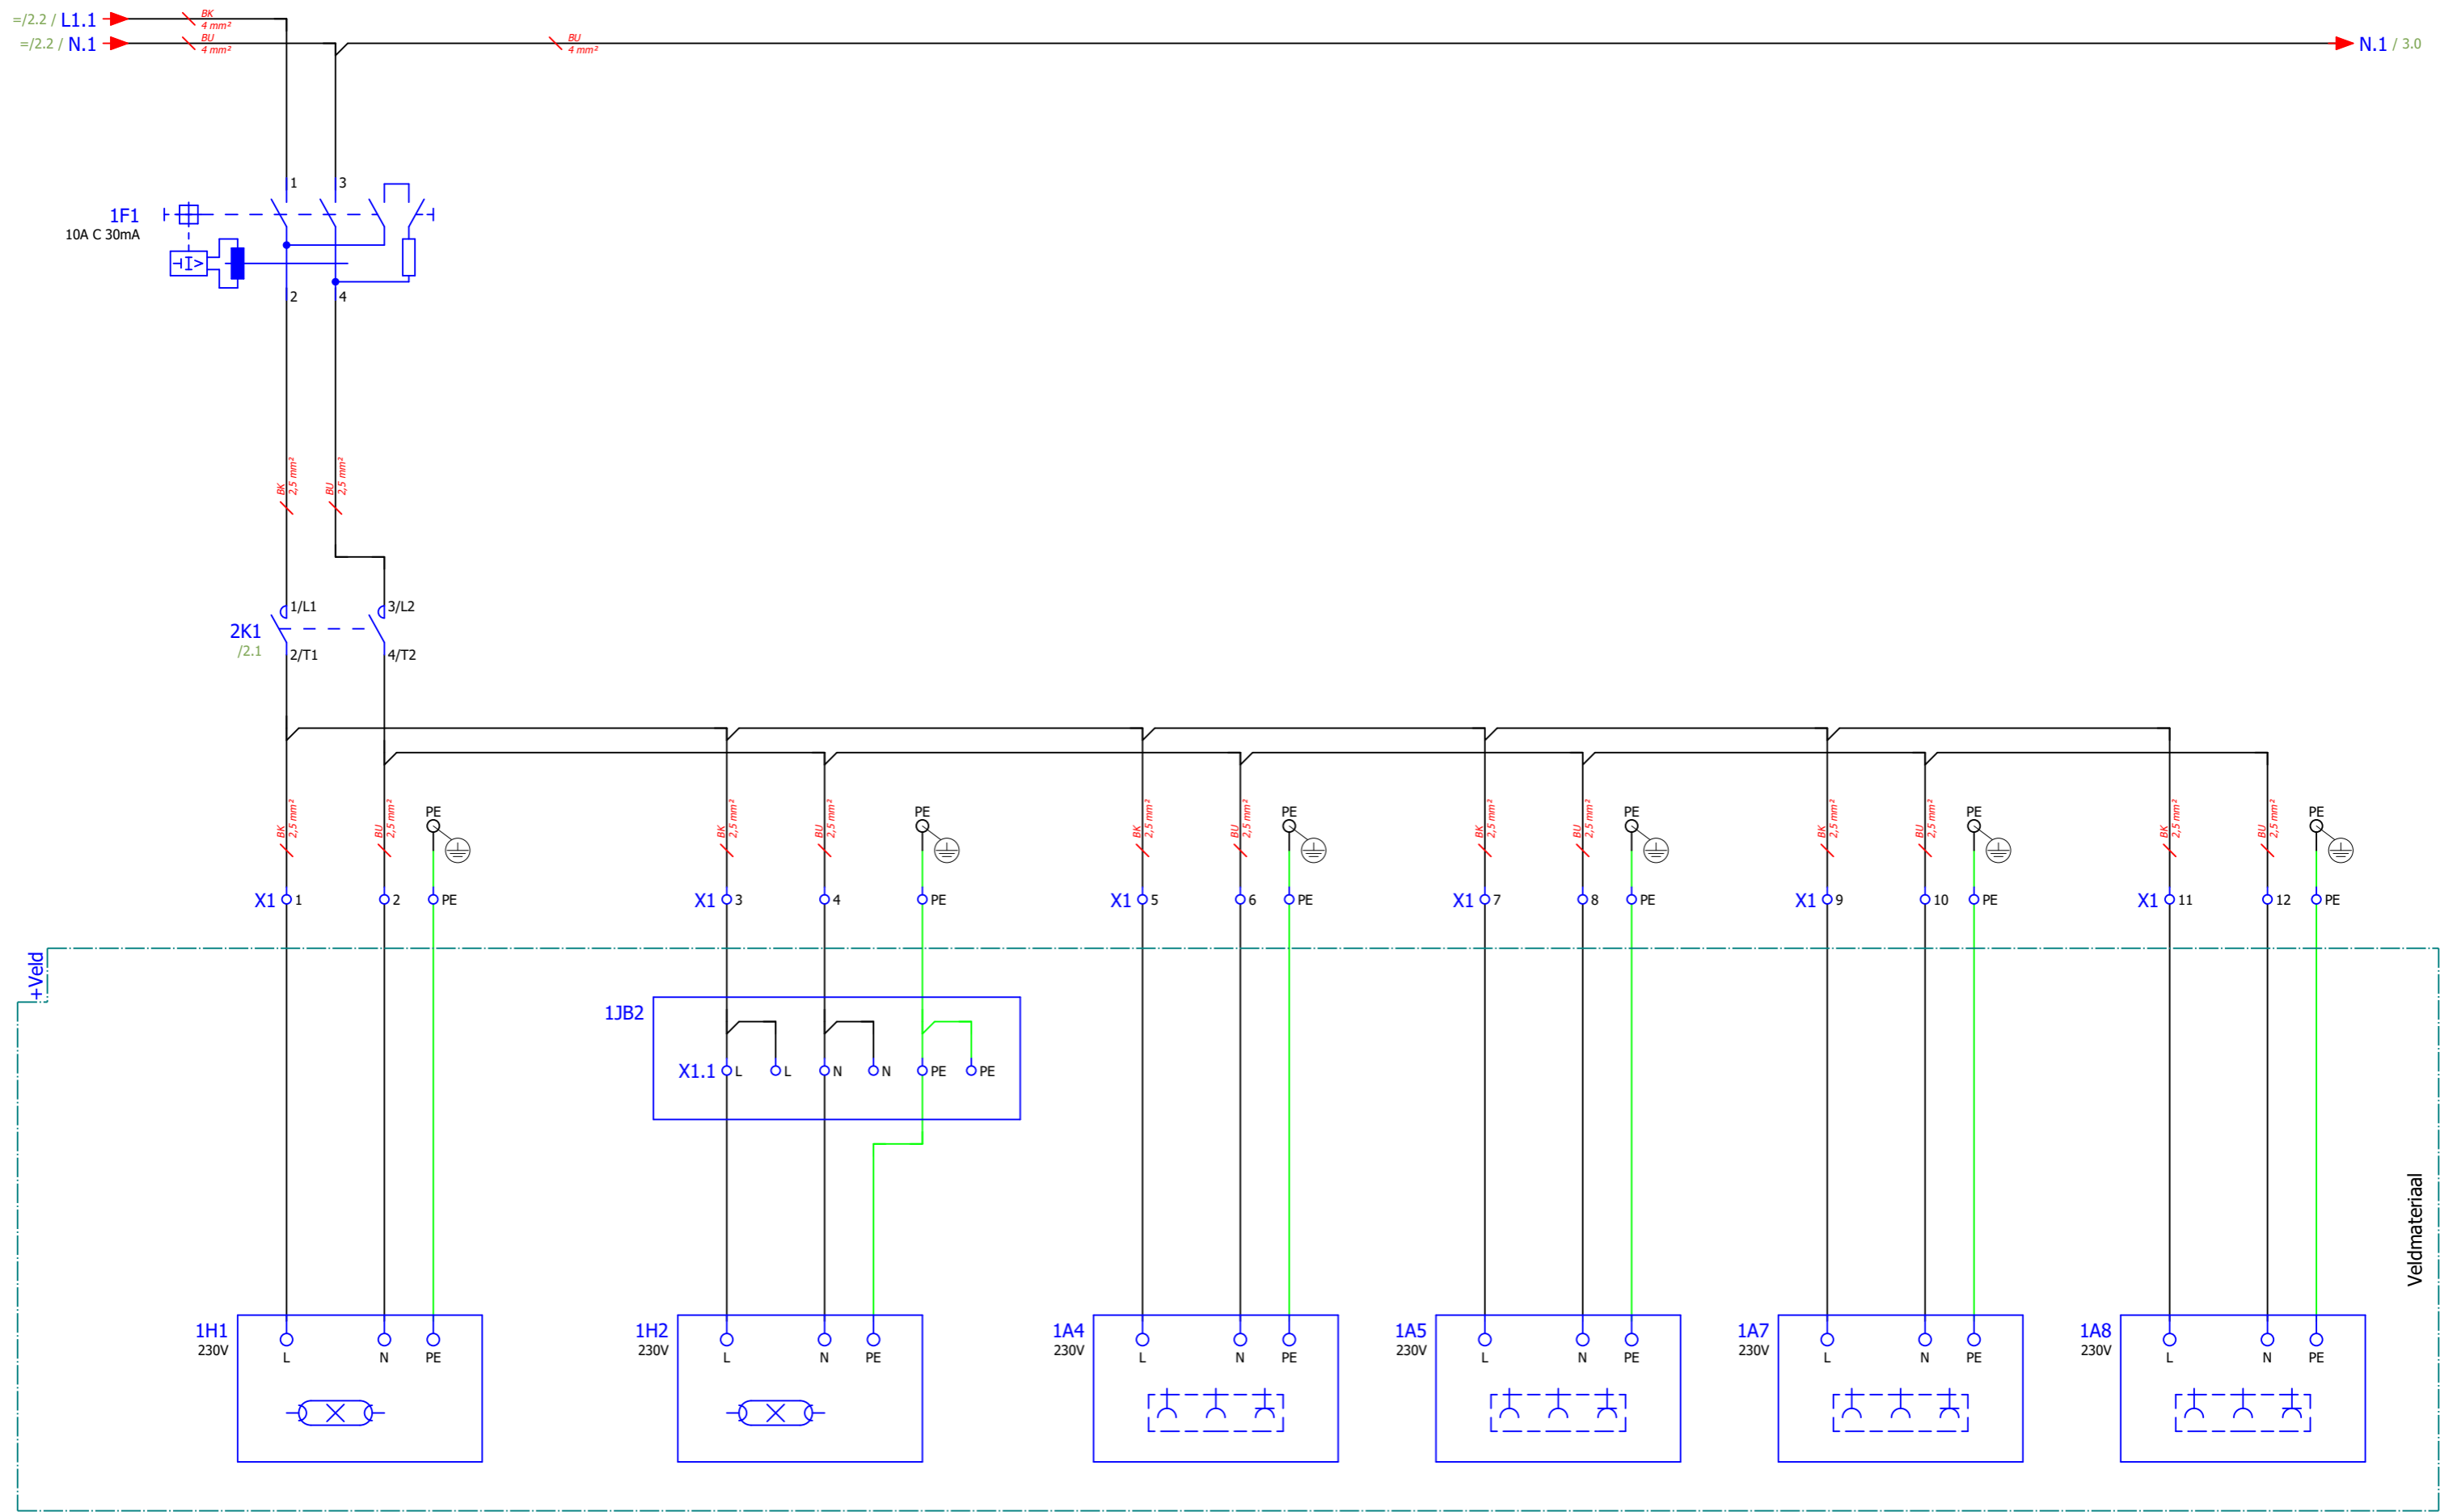 =/2.2 / L1.1
BK
4 mm²
=/2.2 / N.1
BU
4 mm²
BU
4 mm²
N.1 / 3.0
1 3
1F1
10A C 30mA
I>
2 4
BK
2,5 mm²
BU
2,5 mm²
1/L1 3/L2
2K1
/2.1
2/T1 4/T2
BK
2,5 mm²
BU
2,5 mm²
PE
BK
2,5 mm²
BU
2,5 mm²
PE
BK
2,5 mm²
BU
2,5 mm²
PE
BK
2,5 mm²
BU
2,5 mm²
PE
BK
2,5 mm²
BU
2,5 mm²
PE
BK
2,5 mm²
BU
2,5 mm²
PE
X1 1 2 PE
X1 3 4 PE
X1 5 6 PE
X1 7 8 PE
X1 9 10 PE
X1 11 12 PE
+Veld
1JB2
X1.1 L L N N PE PE
Veldmateriaal
1H1
230V
L N PE
1H2
230V
L N PE
1A4
230V
L N PE
1A5
230V
L N PE
1A7
230V
L N PE
1A8
230V
L N PE